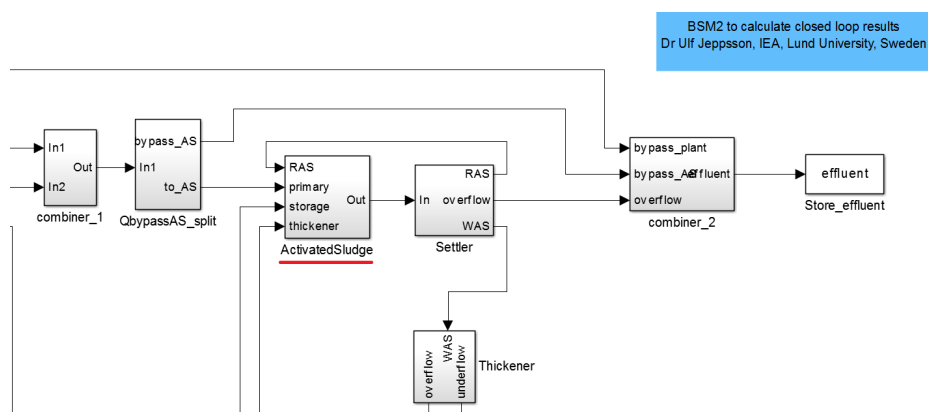 BSM2 to calculate closed loop results
Dr Ulf Jeppsson, IEA, Lund University, Sweden
In1
In2
Out
combiner_1
bypass_AS
In1
to_AS
QbypassAS_split
RAS
primary
storage
thickener
Out
ActivatedSludge
In
RAS
overflow
WAS
Settler
bypass_plant
bypass_AS
effluent
overflow
combiner_2
effluent
Store_effluent
WAS
overflow
underflow
Thickener